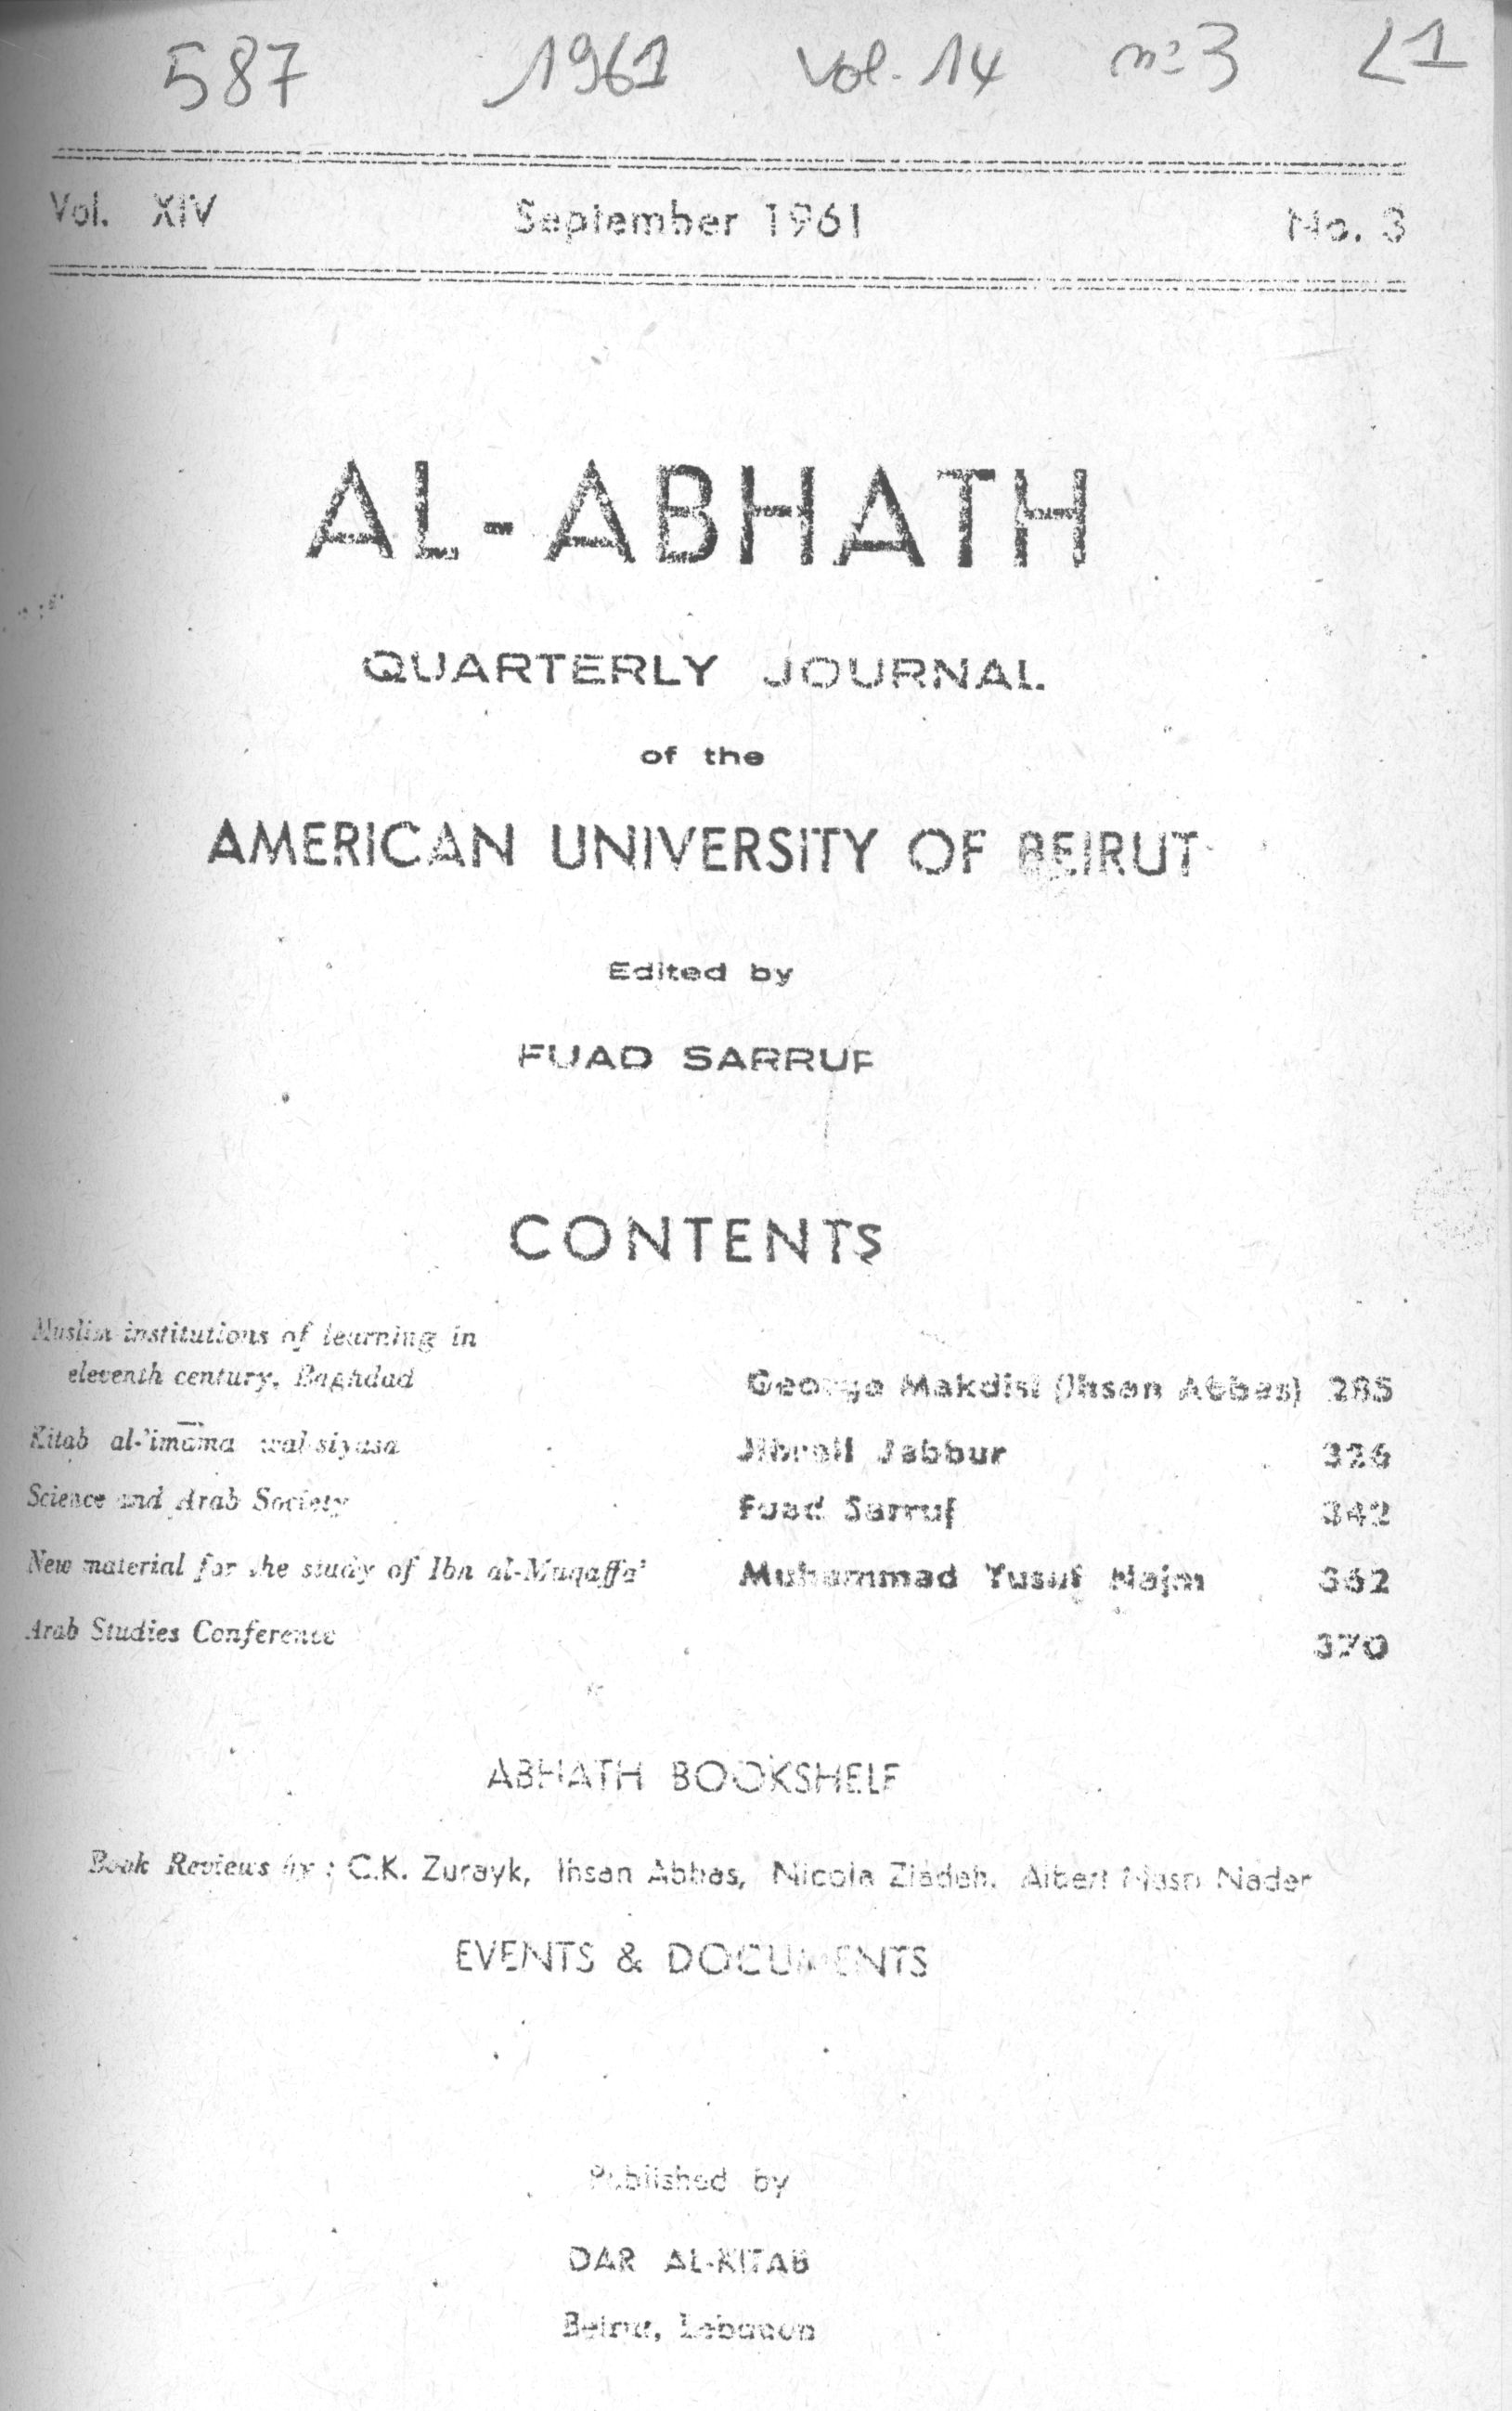 587 1961 Vol. 14 n° 3 L1
Vol. XIV September 1961 No. 3
AL-ABHATH
QUARTERLY JOURNAL
of the
AMERICAN UNIVERSITY OF BEIRUT
Edited by
FUAD SARRUF
CONTENTS
Muslim institutions of learning in
eleventh century, Baghdad George Makdisi (Ihsan Abbas) 285
Kitab al-'imāma wal-siyasa Jibrail Jabbur 326
Science and Arab Society Fuad Sarruf 342
New material for the study of Ibn al-Muqaffa' Muhammad Yusuf Najm 362
Arab Studies Conference 370
ABHATH BOOKSHELF
Book Reviews by : C.K. Zurayk, Ihsan Abbas, Nicola Ziadeh, Albert Nader
EVENTS & DOCUMENTS
Published by
DAR AL-KITAB
Beirut, Lebanon